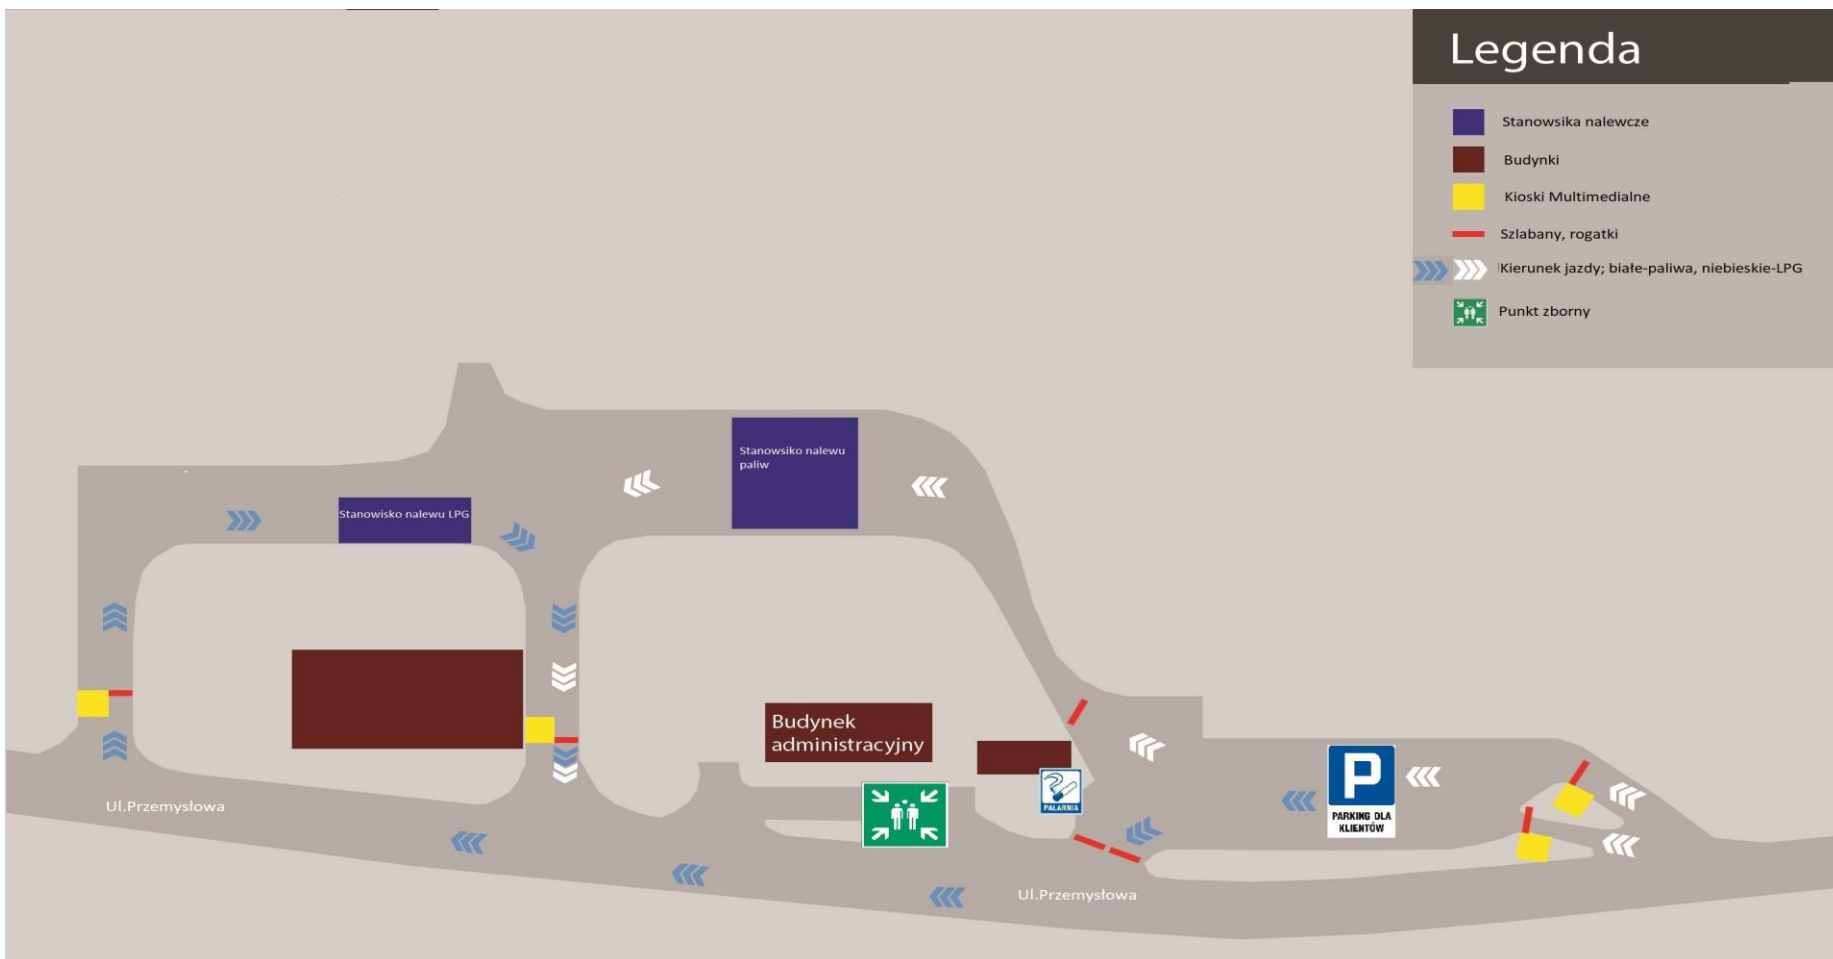 Legenda
Stanowsika nalewcze
Budynki
Kioski Multimedialne
Szlabany, rogatki
Kierunek jazdy; białe-paliwa, niebieskie-LPG
Punkt zborny
Stanowsiko nalewu
paliw
Stanowisko nalewu LPG
Budynek
administracyjny
PALARNIA
P
PARKING DLA
KLIENTÓW
Ul.Przemysłowa
Ul.Przemysłowa